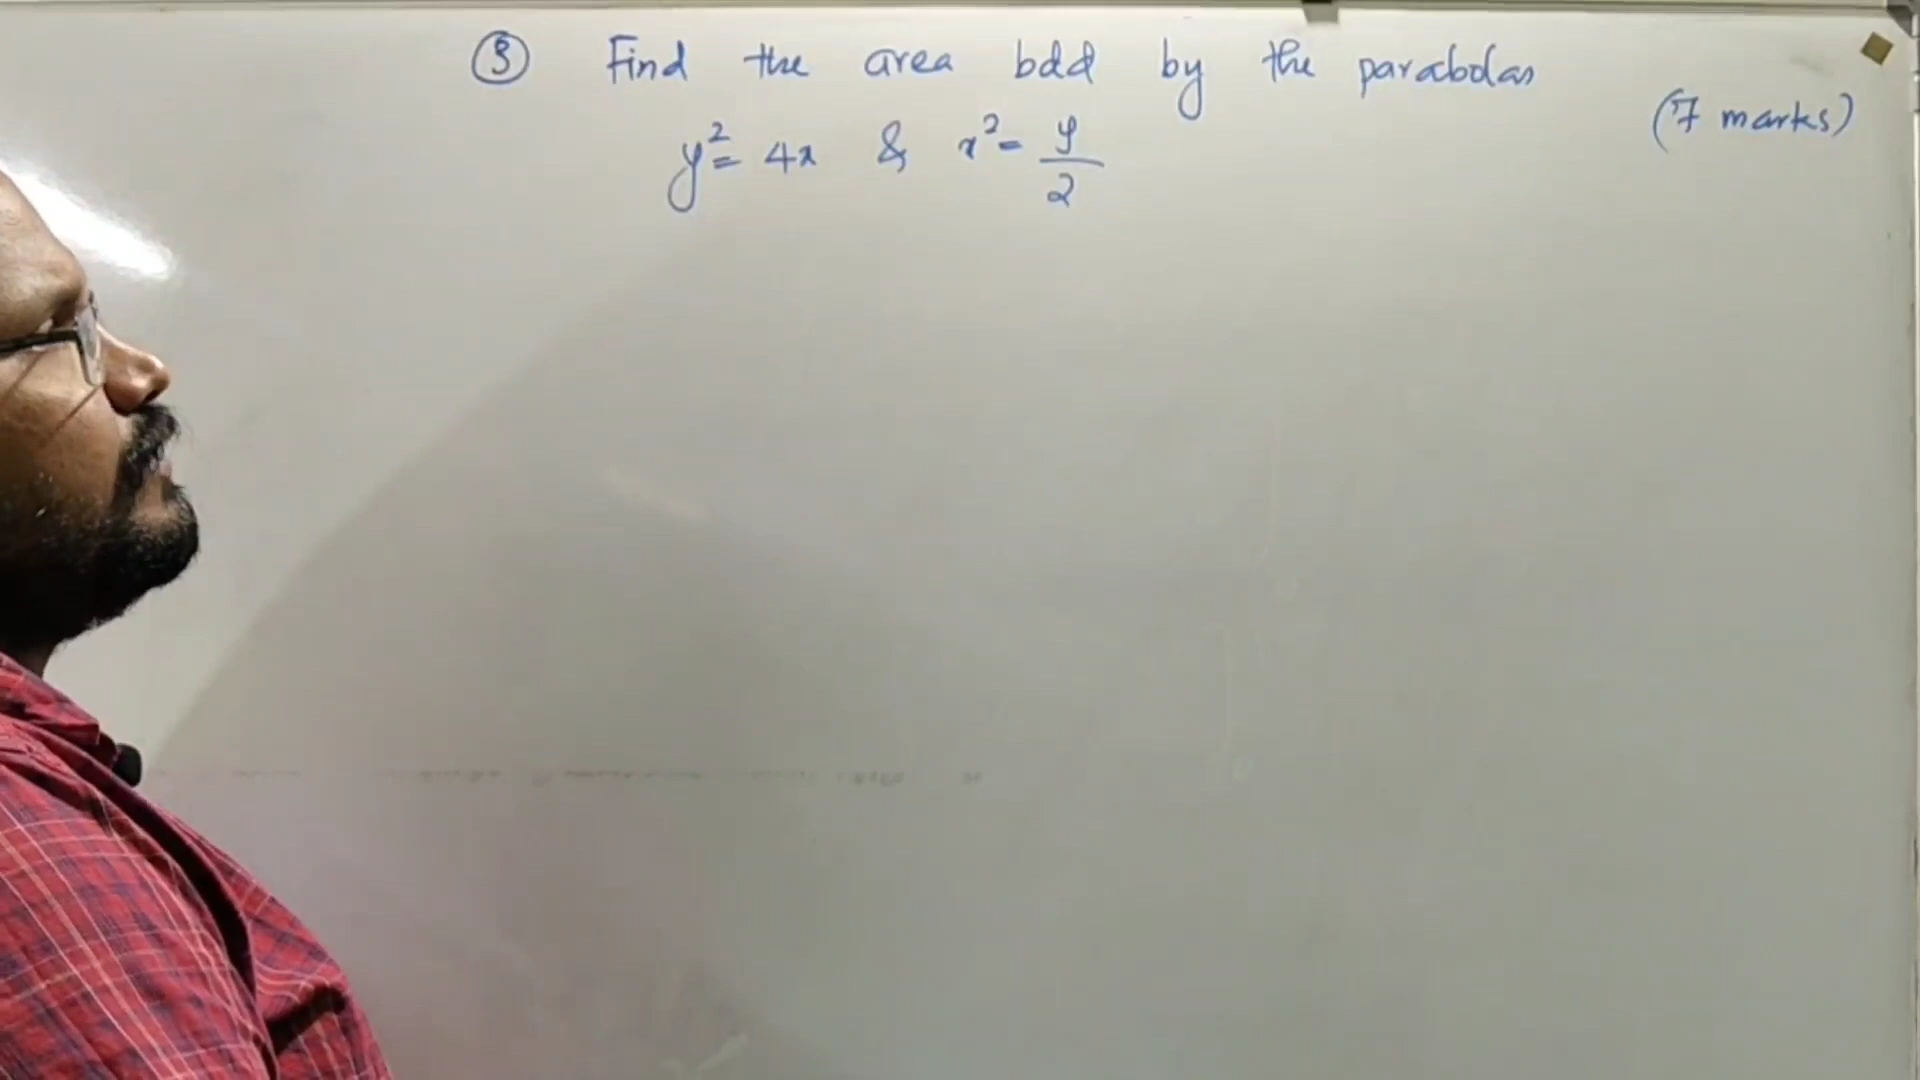 ③ Find the area bdd by the parabolas
(7 marks)
y² = 4x & x² = y/2